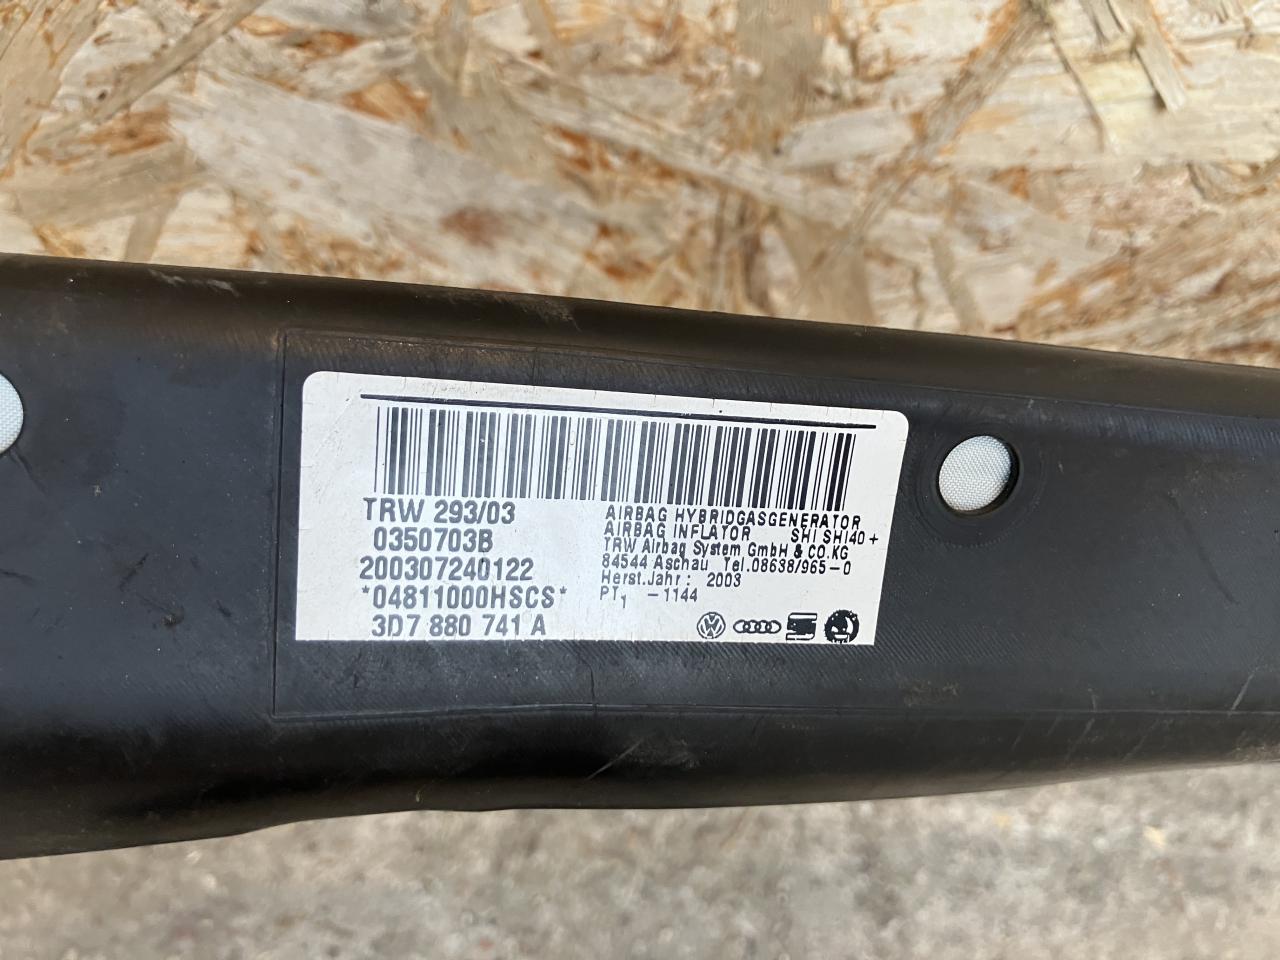 TRW 293/03
0350703B
200307240122
*04811000HSCS*
3D7 880 741 A
AIRBAG HYBRIDGASGENERATOR
AIRBAG INFLATOR SHI SHI40 +
TRW Airbag System GmbH & CO.KG
84544 Aschau Tel.08638/965-0
Herst.Jahr: 2003
PT1 -1144